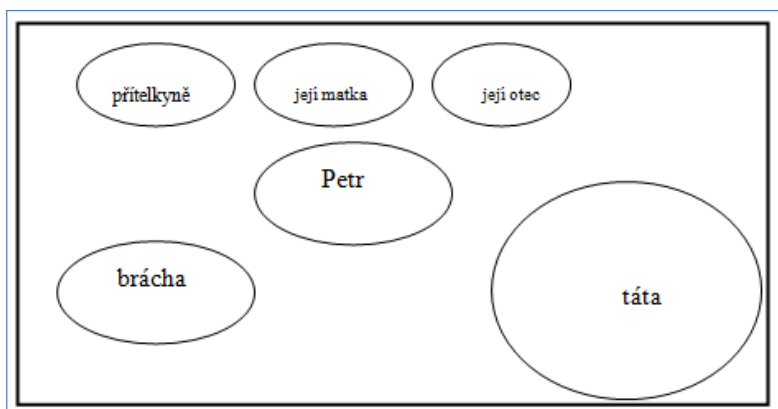 přítelkyně
její matka
její otec
Petr
brácha
táta